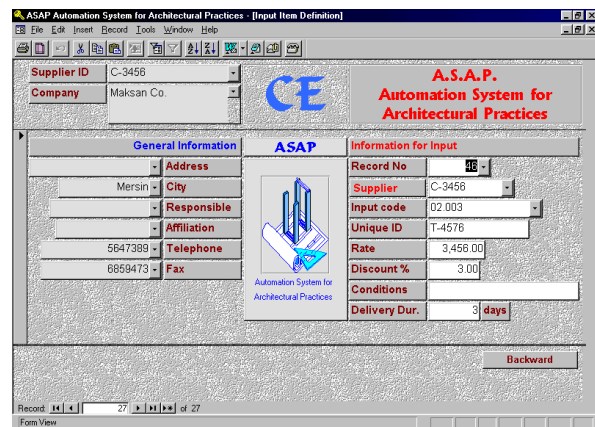 ASAP Automation System for Architectural Practices - [Input Item Definition]
File Edit Insert Record Tools Window Help
Supplier ID C-3456
Company Maksan Co.
CE
A.S.A.P.
Automation System for
Architectural Practices
General Information
ASAP
Information for Input
Address
Mersin City
Responsible
Affiliation
5647389 Telephone
6859473 Fax
Automation System for
Architectural Practices
Record No 46
Supplier C-3456
Input code 02.003
Unique ID T-4576
Rate 3,456.00
Discount % 3.00
Conditions
Delivery Dur. 3 days
Backward
Record: 27 of 27
Form View